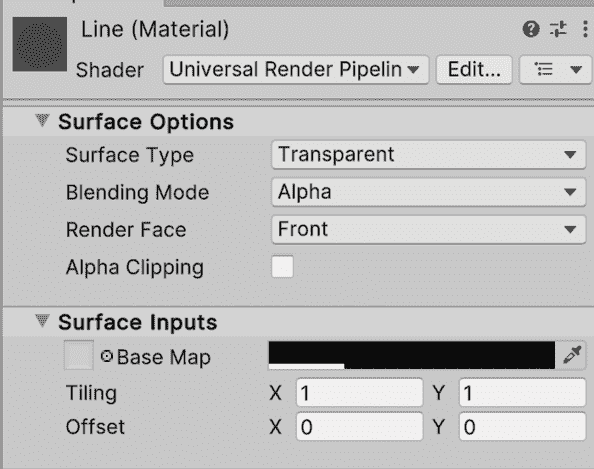 Line (Material)
Shader Universal Render Pipelin Edit...
Surface Options
Surface Type Transparent
Blending Mode Alpha
Render Face Front
Alpha Clipping
Surface Inputs
Base Map
Tiling X 1 Y 1
Offset X 0 Y 0